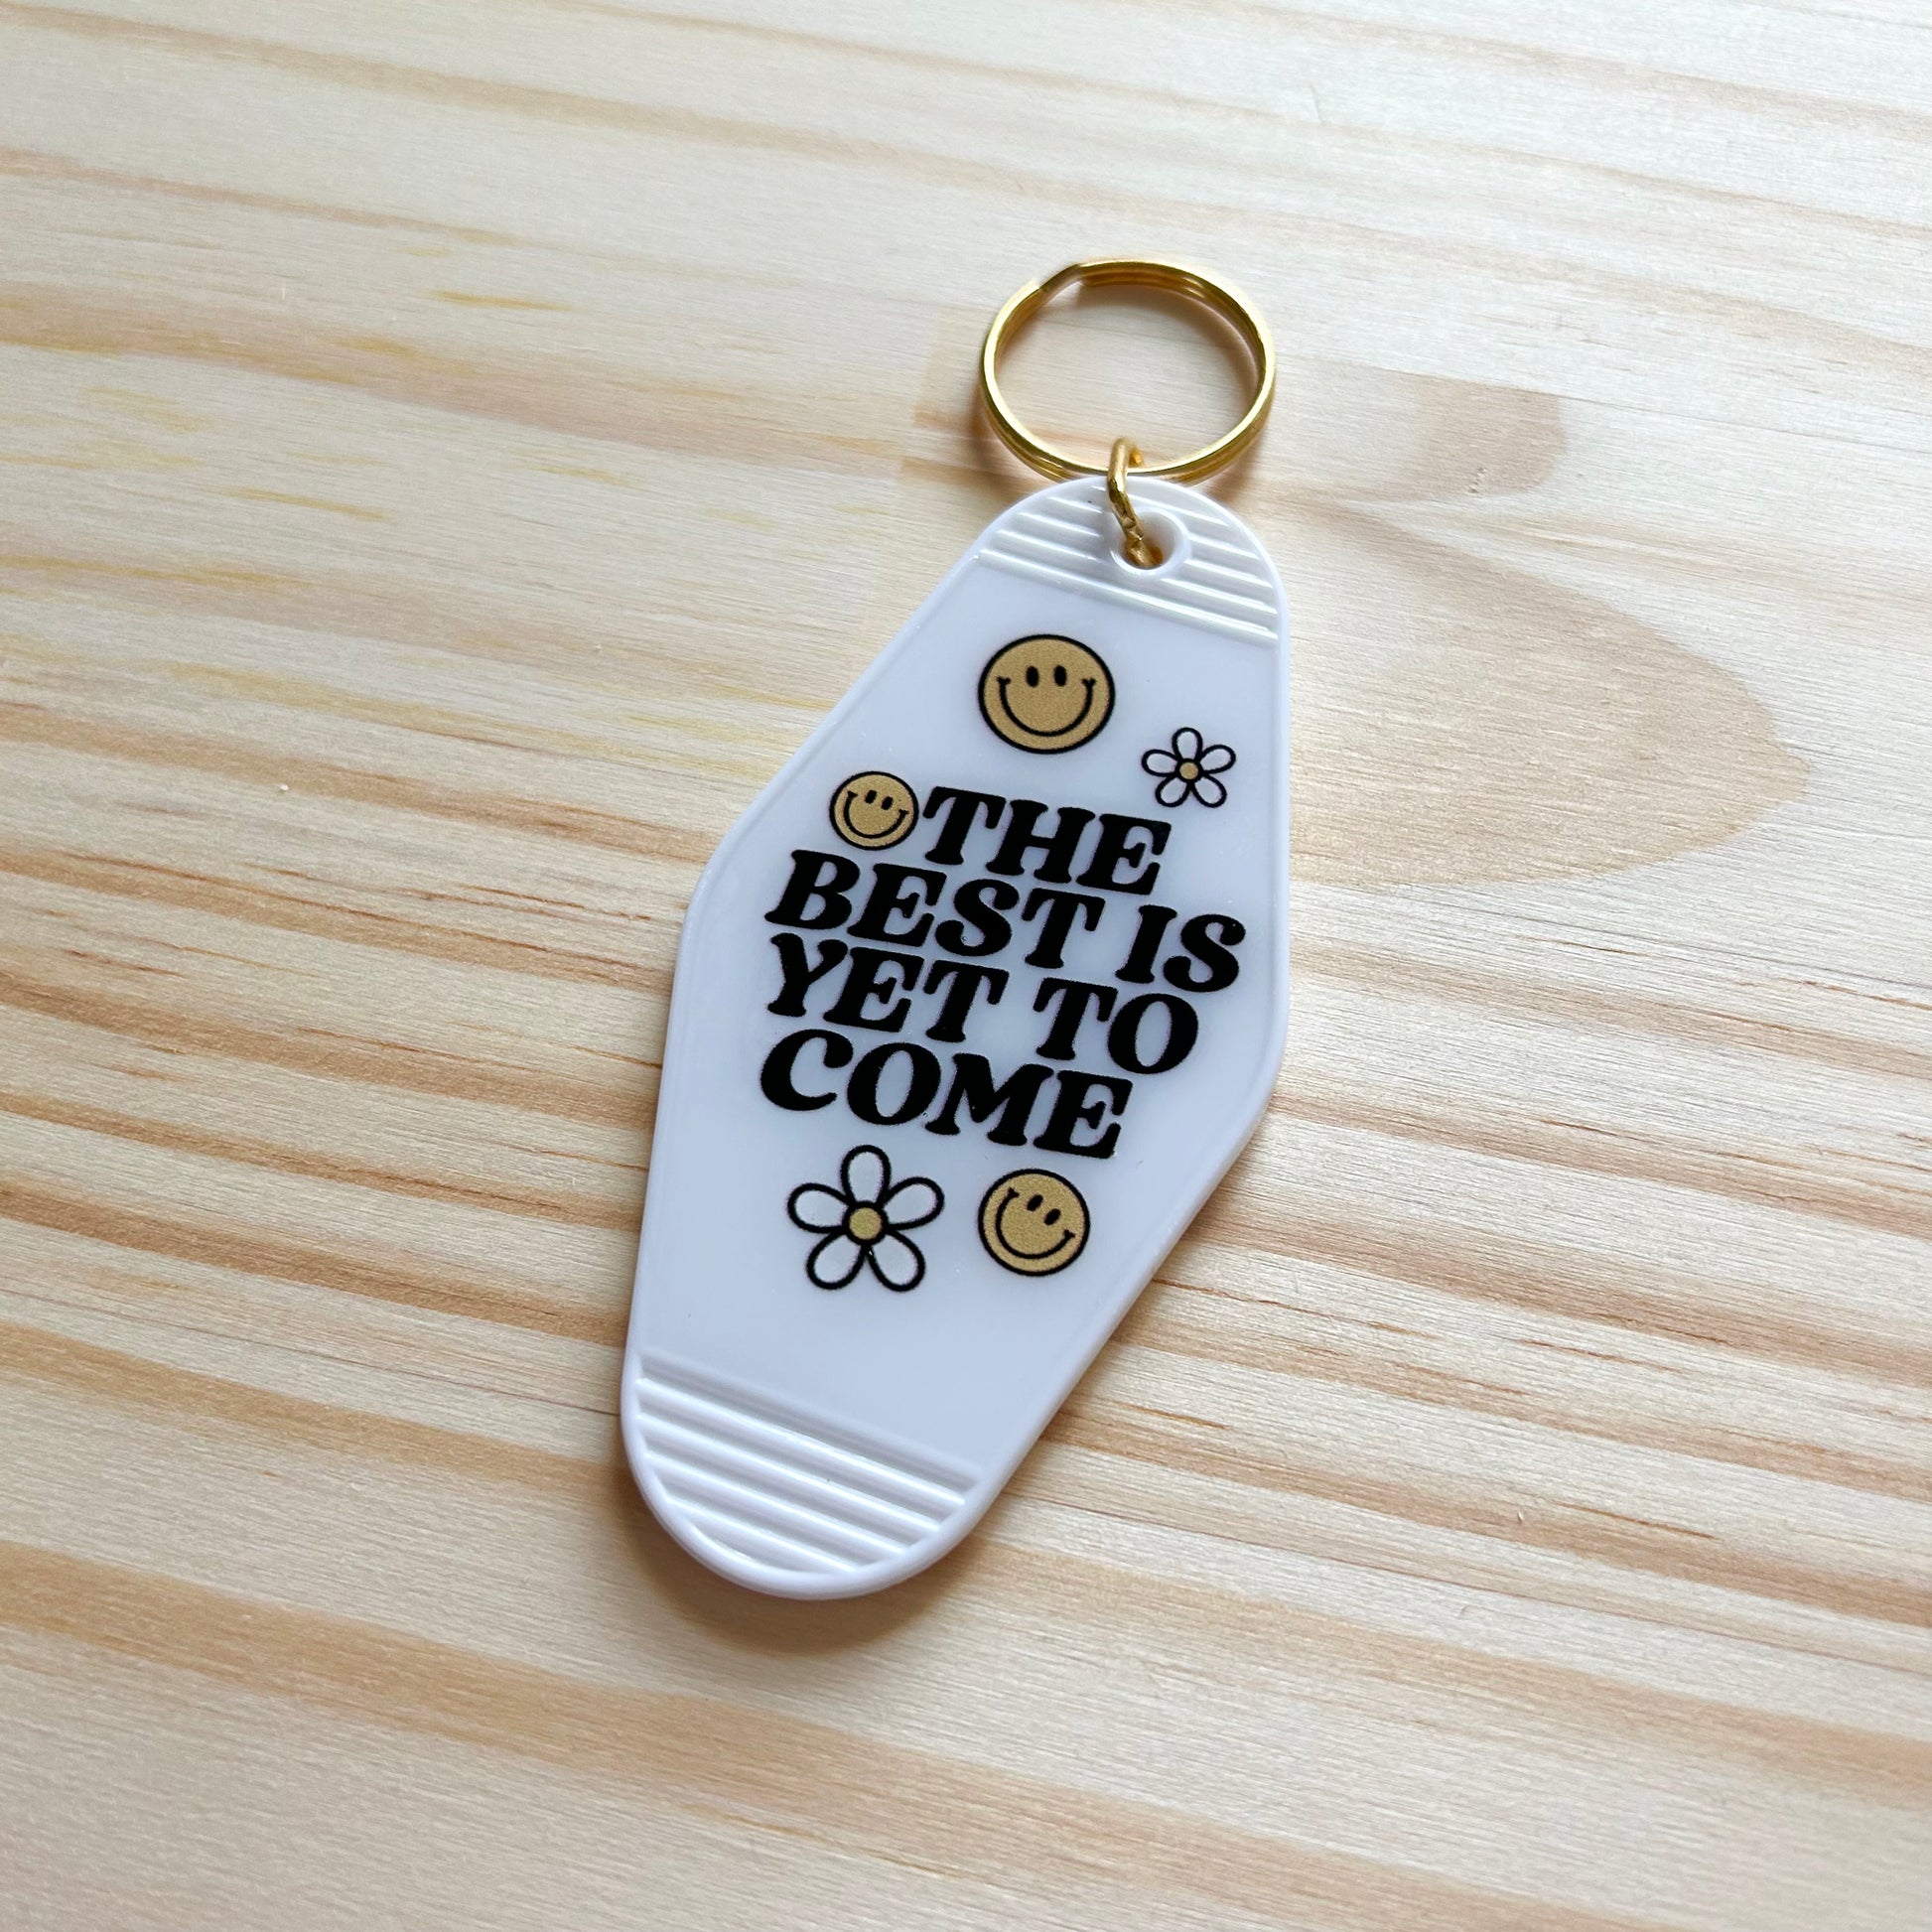 THE
BEST IS
YET TO
COME